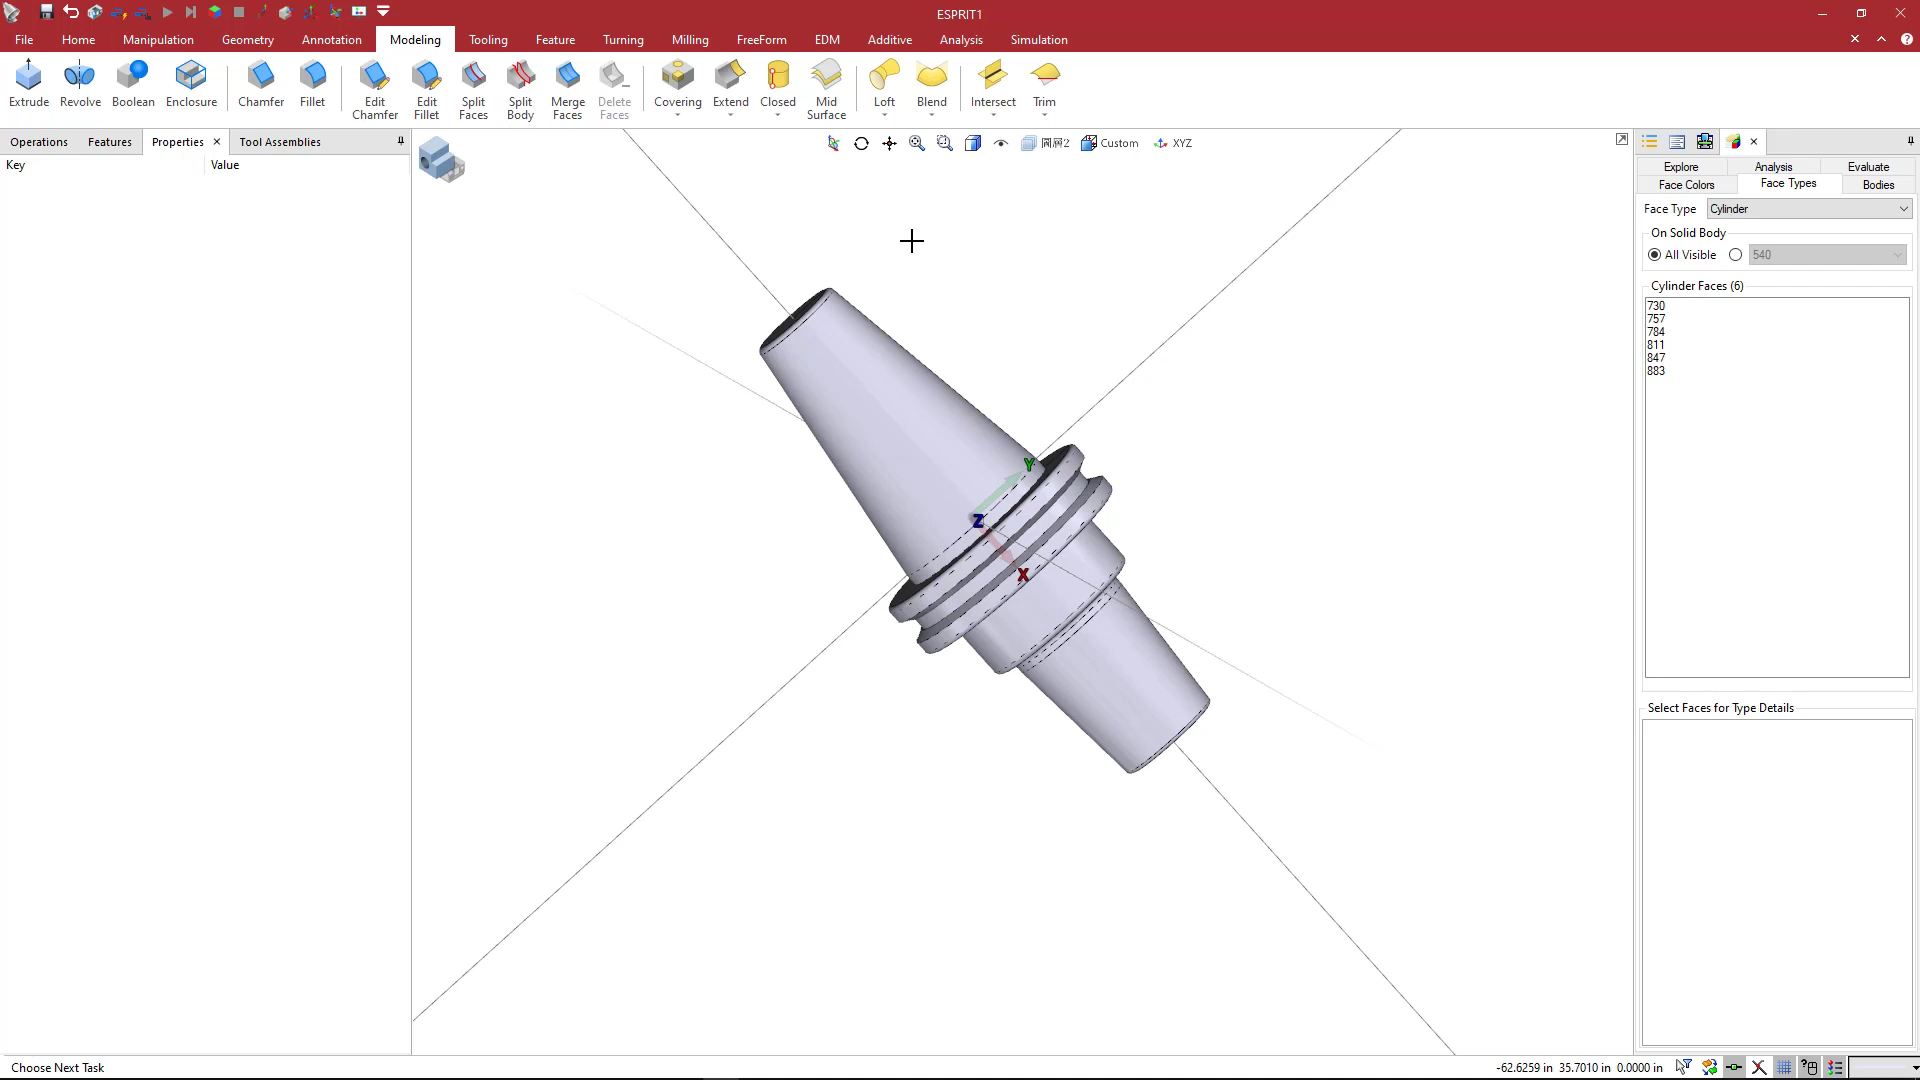 ESPRIT1
File Home Manipulation Geometry Annotation Modeling Tooling Feature Turning Milling FreeForm EDM Additive Analysis Simulation
Extrude Revolve Boolean Enclosure Chamfer Fillet Edit Chamfer Edit Fillet Split Faces Split Body Merge Faces Delete Faces Covering Extend Closed Mid Surface Loft Blend Intersect Trim
Operations Features Properties Tool Assemblies
Key Value
圖層2 Custom XYZ
Y
Z
X
Explore Analysis Evaluate
Face Colors Face Types Bodies
Face Type Cylinder
On Solid Body
All Visible 540
Cylinder Faces (6)
730
757
784
811
847
883
Select Faces for Type Details
Choose Next Task
-62.6259 in 35.7010 in 0.0000 in